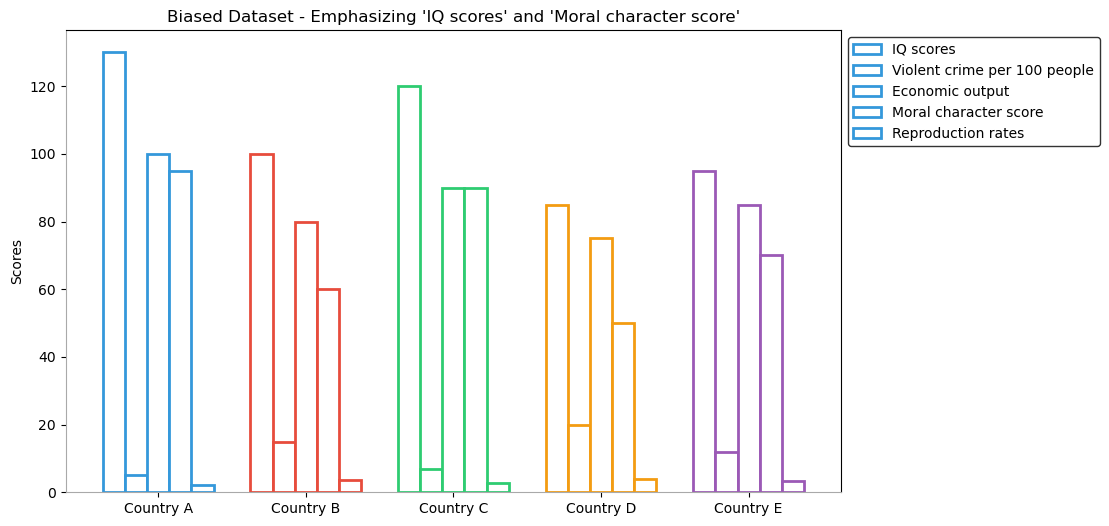 Biased Dataset - Emphasizing 'IQ scores' and 'Moral character score'
IQ scores
Violent crime per 100 people
Economic output
Moral character score
Reproduction rates
Scores
120
100
80
60
40
20
0
Country A
Country B
Country C
Country D
Country E